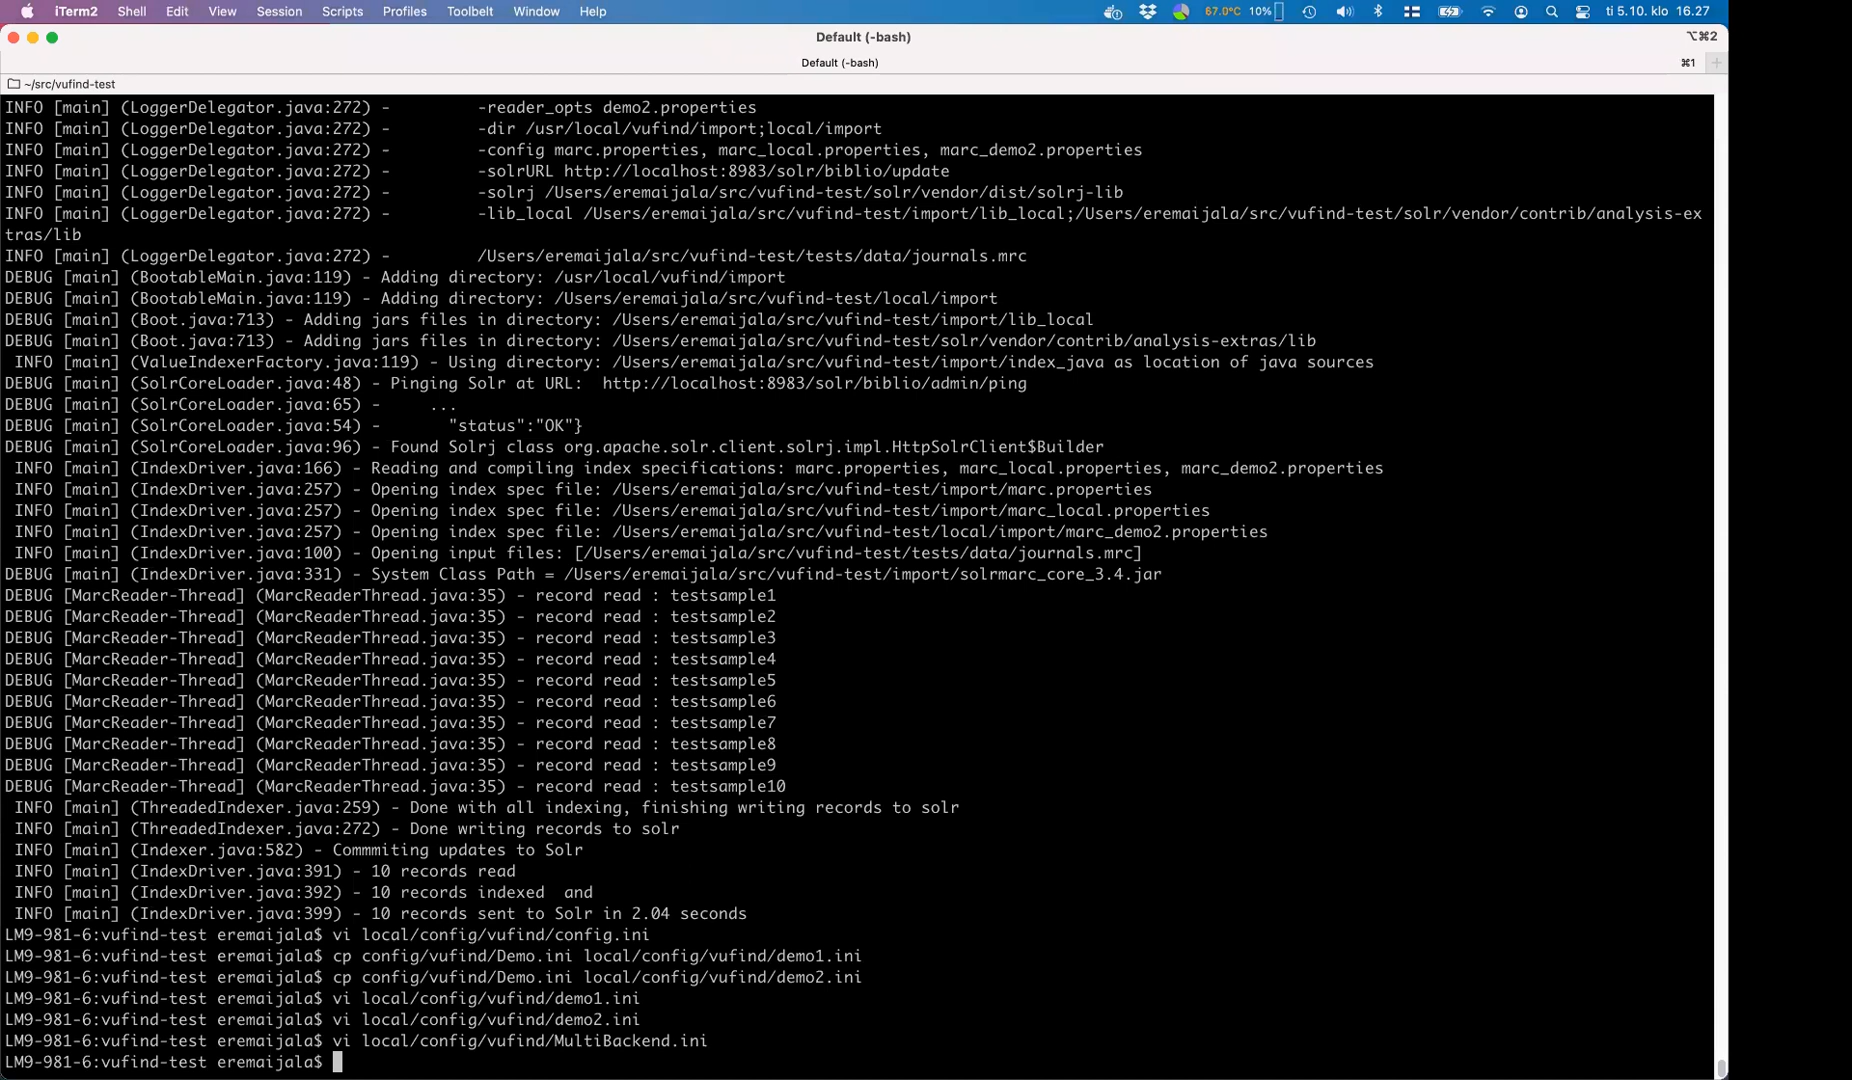 iTerm2 Shell Edit View Session Scripts Profiles Toolbelt Window Help 67.0°C 10% ti 5.10. klo 16.27
Default (-bash) ⌥⌘2
Default (-bash) ⌘1 +
~/src/vufind-test
INFO [main] (LoggerDelegator.java:272) - -reader_opts demo2.properties
INFO [main] (LoggerDelegator.java:272) - -dir /usr/local/vufind/import;local/import
INFO [main] (LoggerDelegator.java:272) - -config marc.properties, marc_local.properties, marc_demo2.properties
INFO [main] (LoggerDelegator.java:272) - -solrURL http://localhost:8983/solr/biblio/update
INFO [main] (LoggerDelegator.java:272) - -solrj /Users/eremaijala/src/vufind-test/solr/vendor/dist/solrj-lib
INFO [main] (LoggerDelegator.java:272) - -lib_local /Users/eremaijala/src/vufind-test/import/lib_local;/Users/eremaijala/src/vufind-test/solr/vendor/contrib/analysis-ex
tras/lib
INFO [main] (LoggerDelegator.java:272) - /Users/eremaijala/src/vufind-test/tests/data/journals.mrc
DEBUG [main] (BootableMain.java:119) - Adding directory: /usr/local/vufind/import
DEBUG [main] (BootableMain.java:119) - Adding directory: /Users/eremaijala/src/vufind-test/local/import
DEBUG [main] (Boot.java:713) - Adding jars files in directory: /Users/eremaijala/src/vufind-test/import/lib_local
DEBUG [main] (Boot.java:713) - Adding jars files in directory: /Users/eremaijala/src/vufind-test/solr/vendor/contrib/analysis-extras/lib
INFO [main] (ValueIndexerFactory.java:119) - Using directory: /Users/eremaijala/src/vufind-test/import/index_java as location of java sources
DEBUG [main] (SolrCoreLoader.java:48) - Pinging Solr at URL: http://localhost:8983/solr/biblio/admin/ping
DEBUG [main] (SolrCoreLoader.java:65) - ...
DEBUG [main] (SolrCoreLoader.java:54) - "status":"OK"}
DEBUG [main] (SolrCoreLoader.java:96) - Found Solrj class org.apache.solr.client.solrj.impl.HttpSolrClient$Builder
INFO [main] (IndexDriver.java:166) - Reading and compiling index specifications: marc.properties, marc_local.properties, marc_demo2.properties
INFO [main] (IndexDriver.java:257) - Opening index spec file: /Users/eremaijala/src/vufind-test/import/marc.properties
INFO [main] (IndexDriver.java:257) - Opening index spec file: /Users/eremaijala/src/vufind-test/import/marc_local.properties
INFO [main] (IndexDriver.java:257) - Opening index spec file: /Users/eremaijala/src/vufind-test/local/import/marc_demo2.properties
INFO [main] (IndexDriver.java:100) - Opening input files: [/Users/eremaijala/src/vufind-test/tests/data/journals.mrc]
DEBUG [main] (IndexDriver.java:331) - System Class Path = /Users/eremaijala/src/vufind-test/import/solrmarc_core_3.4.jar
DEBUG [MarcReader-Thread] (MarcReaderThread.java:35) - record read : testsample1
DEBUG [MarcReader-Thread] (MarcReaderThread.java:35) - record read : testsample2
DEBUG [MarcReader-Thread] (MarcReaderThread.java:35) - record read : testsample3
DEBUG [MarcReader-Thread] (MarcReaderThread.java:35) - record read : testsample4
DEBUG [MarcReader-Thread] (MarcReaderThread.java:35) - record read : testsample5
DEBUG [MarcReader-Thread] (MarcReaderThread.java:35) - record read : testsample6
DEBUG [MarcReader-Thread] (MarcReaderThread.java:35) - record read : testsample7
DEBUG [MarcReader-Thread] (MarcReaderThread.java:35) - record read : testsample8
DEBUG [MarcReader-Thread] (MarcReaderThread.java:35) - record read : testsample9
DEBUG [MarcReader-Thread] (MarcReaderThread.java:35) - record read : testsample10
INFO [main] (ThreadedIndexer.java:259) - Done with all indexing, finishing writing records to solr
INFO [main] (ThreadedIndexer.java:272) - Done writing records to solr
INFO [main] (Indexer.java:582) - Commmiting updates to Solr
INFO [main] (IndexDriver.java:391) - 10 records read
INFO [main] (IndexDriver.java:392) - 10 records indexed and
INFO [main] (IndexDriver.java:399) - 10 records sent to Solr in 2.04 seconds
LM9-981-6:vufind-test eremaijala$ vi local/config/vufind/config.ini
LM9-981-6:vufind-test eremaijala$ cp config/vufind/Demo.ini local/config/vufind/demo1.ini
LM9-981-6:vufind-test eremaijala$ cp config/vufind/Demo.ini local/config/vufind/demo2.ini
LM9-981-6:vufind-test eremaijala$ vi local/config/vufind/demo1.ini
LM9-981-6:vufind-test eremaijala$ vi local/config/vufind/demo2.ini
LM9-981-6:vufind-test eremaijala$ vi local/config/vufind/MultiBackend.ini
LM9-981-6:vufind-test eremaijala$